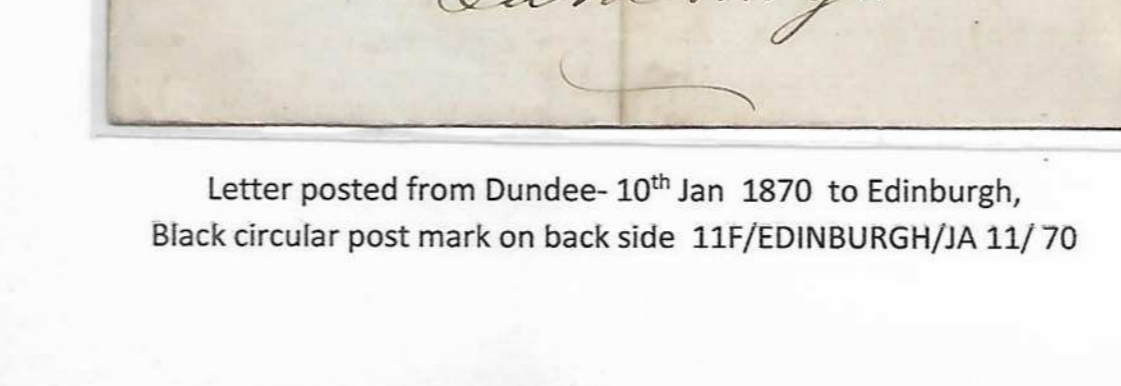 Letter posted from Dundee- 10th Jan 1870 to Edinburgh,
Black circular post mark on back side 11F/EDINBURGH/JA 11/ 70